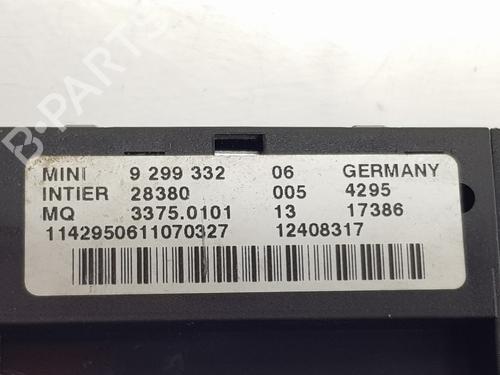 B-PARTS
MINI 9 299 332 06 GERMANY
INTIER 28380 005 4295
MQ 3375.0101 13 17386
1142950611070327 12408317